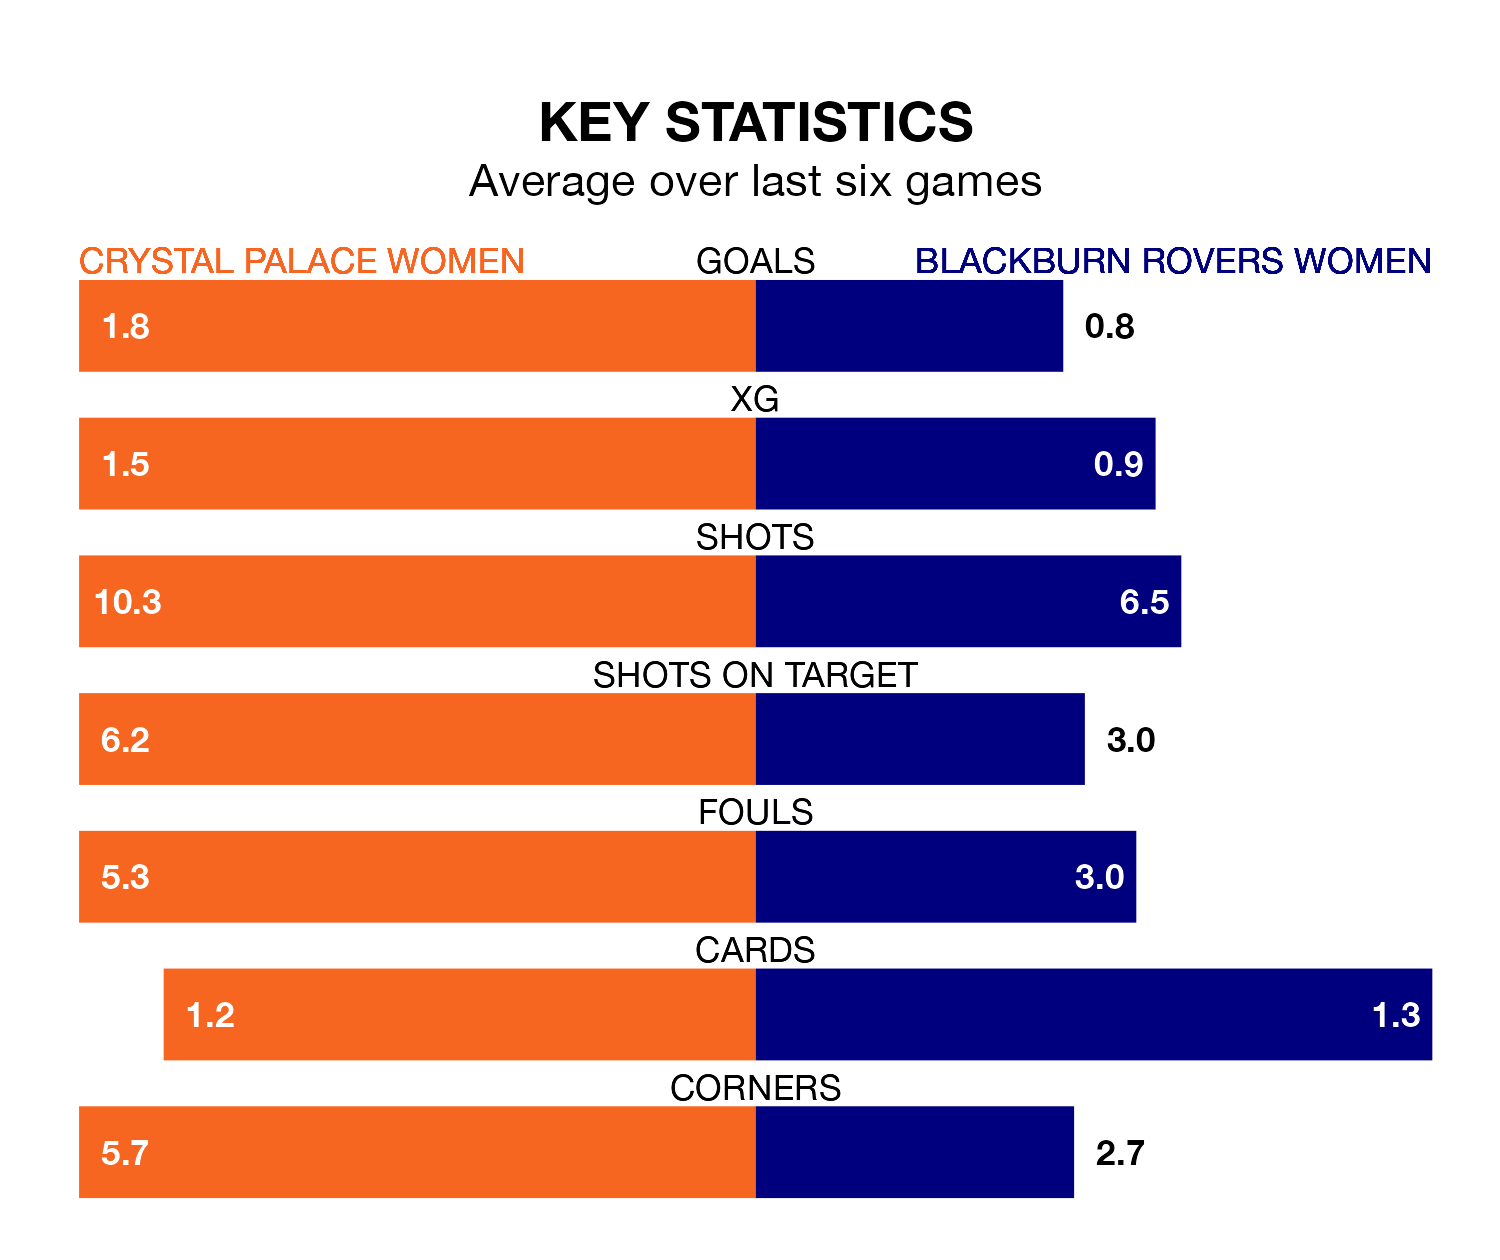 KEY STATISTICS
Average over last six games
CRYSTAL PALACE WOMEN GOALS BLACKBURN ROVERS WOMEN
1.8 0.8
XG
1.5 0.9
SHOTS
10.3 6.5
SHOTS ON TARGET
6.2 3.0
FOULS
5.3 3.0
CARDS
1.2 1.3
CORNERS
5.7 2.7